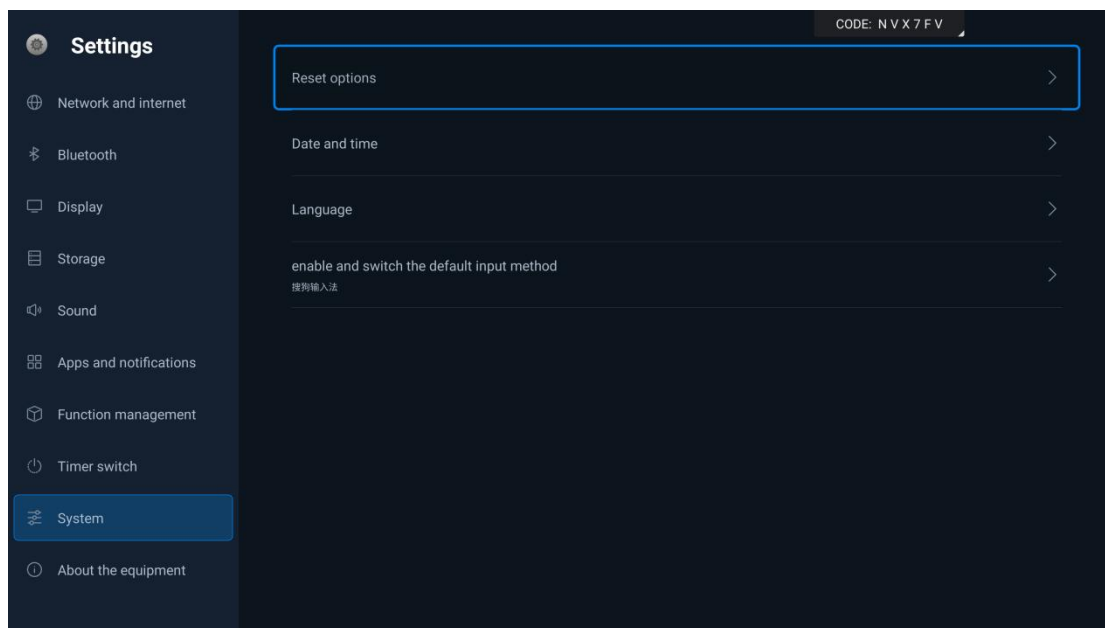 CODE: N V X 7 F V
Settings
Network and internet
Bluetooth
Display
Storage
Sound
Apps and notifications
Function management
Timer switch
System
About the equipment
Reset options
Date and time
Language
enable and switch the default input method
搜狗输入法